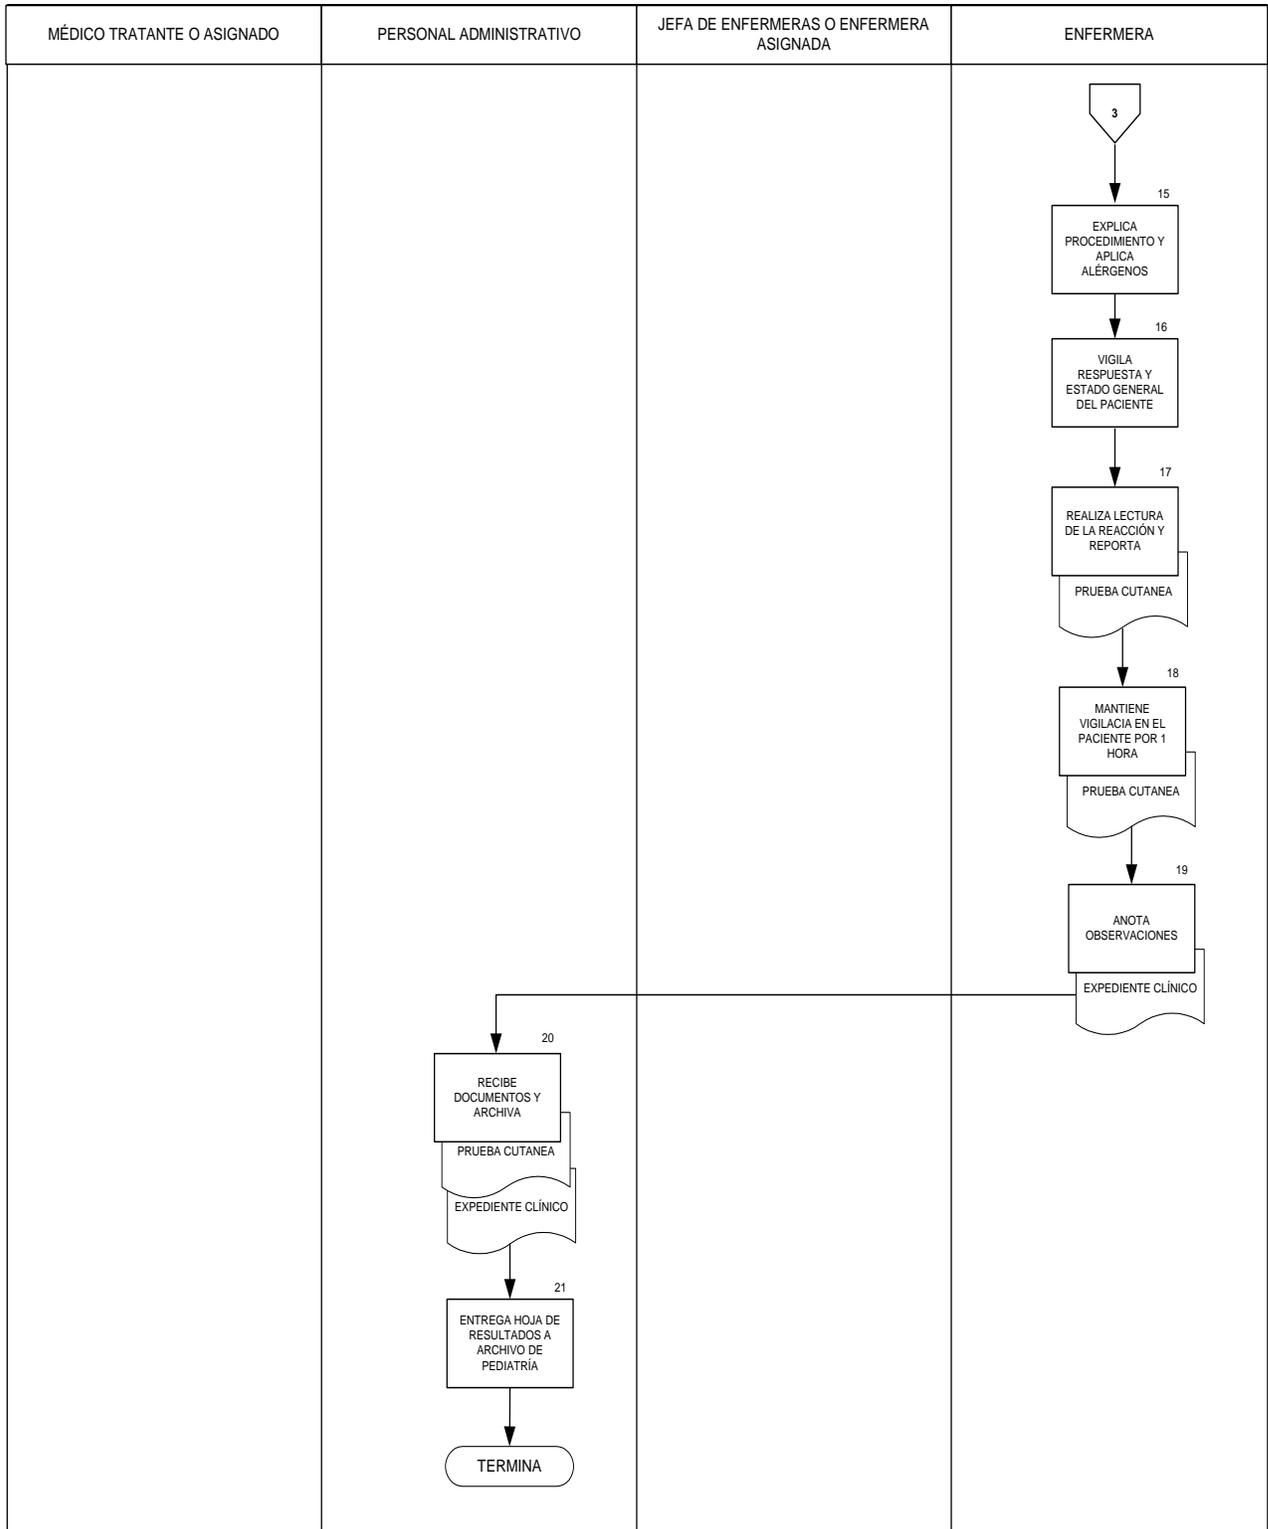 MÉDICO TRATANTE O ASIGNADO
PERSONAL ADMINISTRATIVO
JEFA DE ENFERMERAS O ENFERMERA
ASIGNADA
ENFERMERA
3
15
EXPLICA
PROCEDIMIENTO Y
APLICA
ALÉRGENOS
16
VIGILA
RESPUESTA Y
ESTADO GENERAL
DEL PACIENTE
17
REALIZA LECTURA
DE LA REACCIÓN Y
REPORTA
PRUEBA CUTANEA
18
MANTIENE
VIGILACIA EN EL
PACIENTE POR 1
HORA
PRUEBA CUTANEA
19
ANOTA
OBSERVACIONES
EXPEDIENTE CLÍNICO
20
RECIBE
DOCUMENTOS Y
ARCHIVA
PRUEBA CUTANEA
EXPEDIENTE CLÍNICO
21
ENTREGA HOJA DE
RESULTADOS A
ARCHIVO DE
PEDIATRÍA
TERMINA